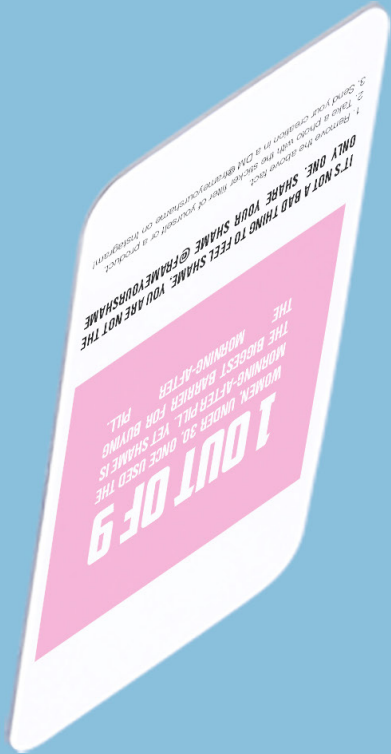 1 OUT OF 9
WOMEN, UNDER 30, ONCE USED THE
MORNING-AFTER PILL. YET SHAME IS
THE BIGGEST BARRIER FOR BUYING
THE MORNING-AFTER PILL.
IT'S NOT A BAD THING TO FEEL SHAME. YOU ARE NOT THE
ONLY ONE. SHARE YOUR SHAME @FRAMEYOURSHAME
1. Remove the above fact.
2. Take a photo with the sticker filter of yourself or a product.
3. Send your creation in a DM @frameyourshame on Instagram!